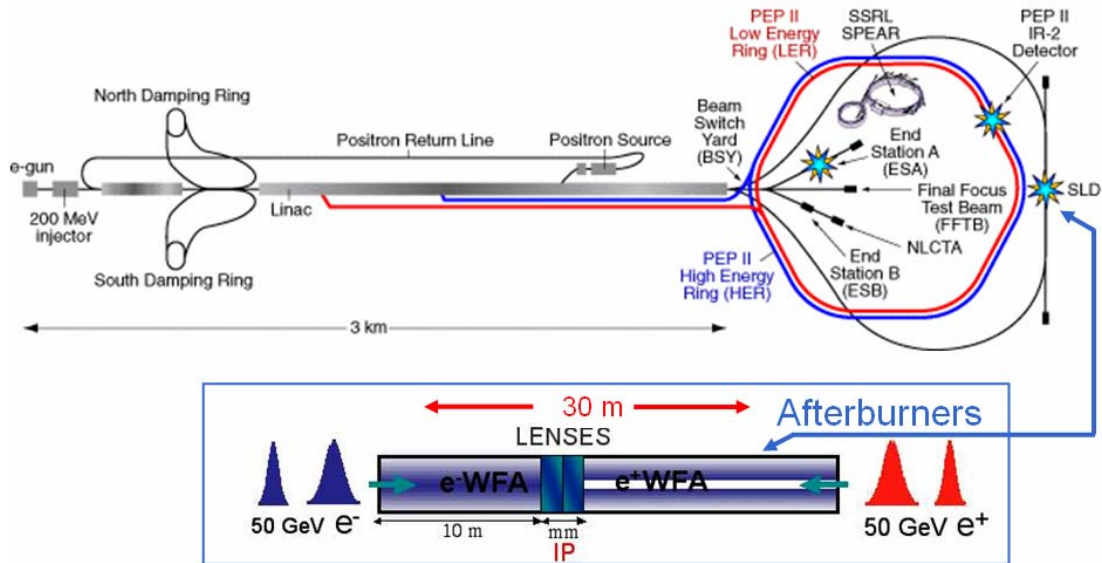 PEP II
Low Energy
Ring (LER)
SSRL
SPEAR
PEP II
IR-2
Detector
North Damping Ring
Beam
Switch
Yard
(BSY)
Positron Return Line
Positron Source
End
Station A
(ESA)
e-gun
Linac
Final Focus
Test Beam
(FFTB)
SLD
200 MeV
injector
NLCTA
South Damping Ring
PEP II
High Energy
Ring (HER)
End
Station B
(ESB)
3 km
30 m
Afterburners
LENSES
e-WFA
e+WFA
50 GeV e-
10 m
mm
IP
50 GeV e+